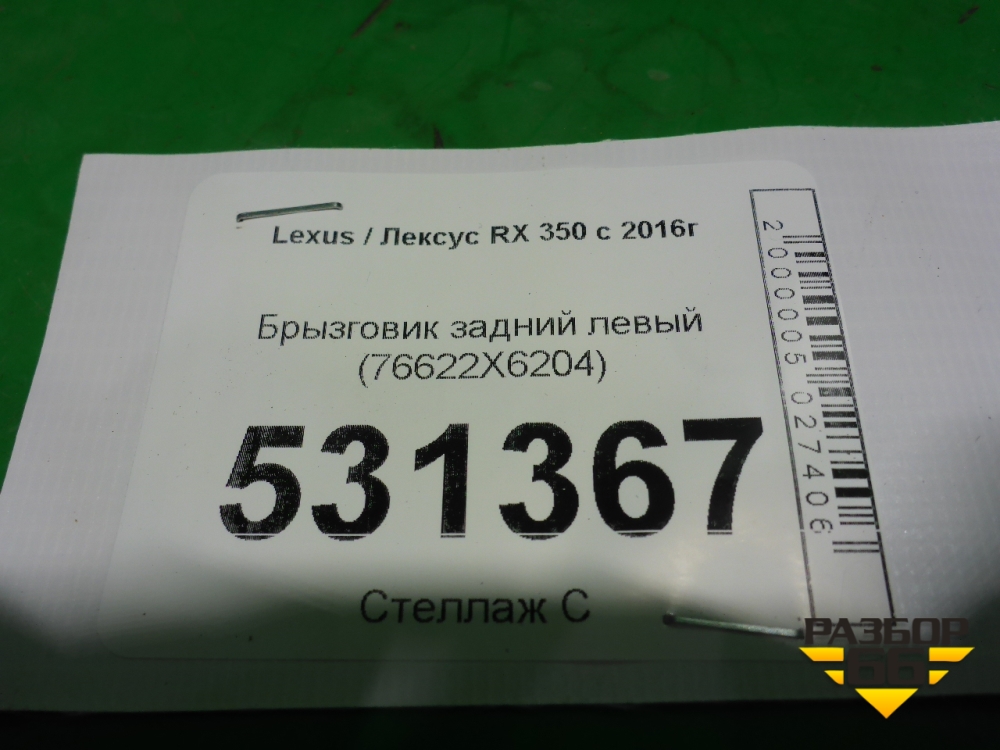 Lexus / Лексус RX 350 с 2016г
Брызговик задний левый
(76622X6204)
531367
Стеллаж С
2000005027406
РАЗБОР
66